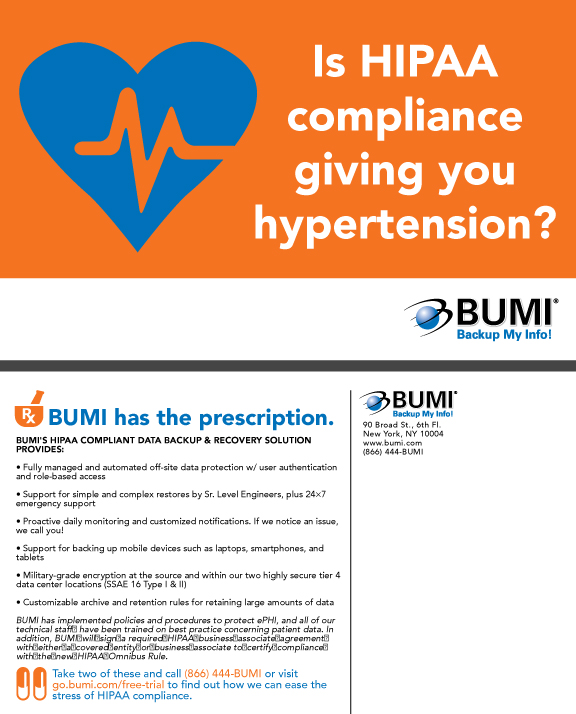 Is HIPAA
compliance
giving you
hypertension?
BUMI®
Backup My Info!
Rx
BUMI has the prescription.
BUMI'S HIPAA COMPLIANT DATA BACKUP & RECOVERY SOLUTION
PROVIDES:
• Fully managed and automated off-site data protection w/ user authentication
and role-based access
• Support for simple and complex restores by Sr. Level Engineers, plus 24×7
emergency support
• Proactive daily monitoring and customized notifications. If we notice an issue,
we call you!
• Support for backing up mobile devices such as laptops, smartphones, and
tablets
• Military-grade encryption at the source and within our two highly secure tier 4
data center locations (SSAE 16 Type I & II)
• Customizable archive and retention rules for retaining large amounts of data
BUMI has implemented policies and procedures to protect ePHI, and all of our
technical staff have been trained on best practice concerning patient data. In
addition, BUMI will sign a required HIPAA business associate agreement
with either a covered entity or business associate to certify compliance
with the new HIPAA Omnibus Rule.
Take two of these and call (866) 444-BUMI or visit
go.bumi.com/free-trial to find out how we can ease the
stress of HIPAA compliance.
BUMI®
Backup My Info!
90 Broad St., 6th Fl.
New York, NY 10004
www.bumi.com
(866) 444-BUMI